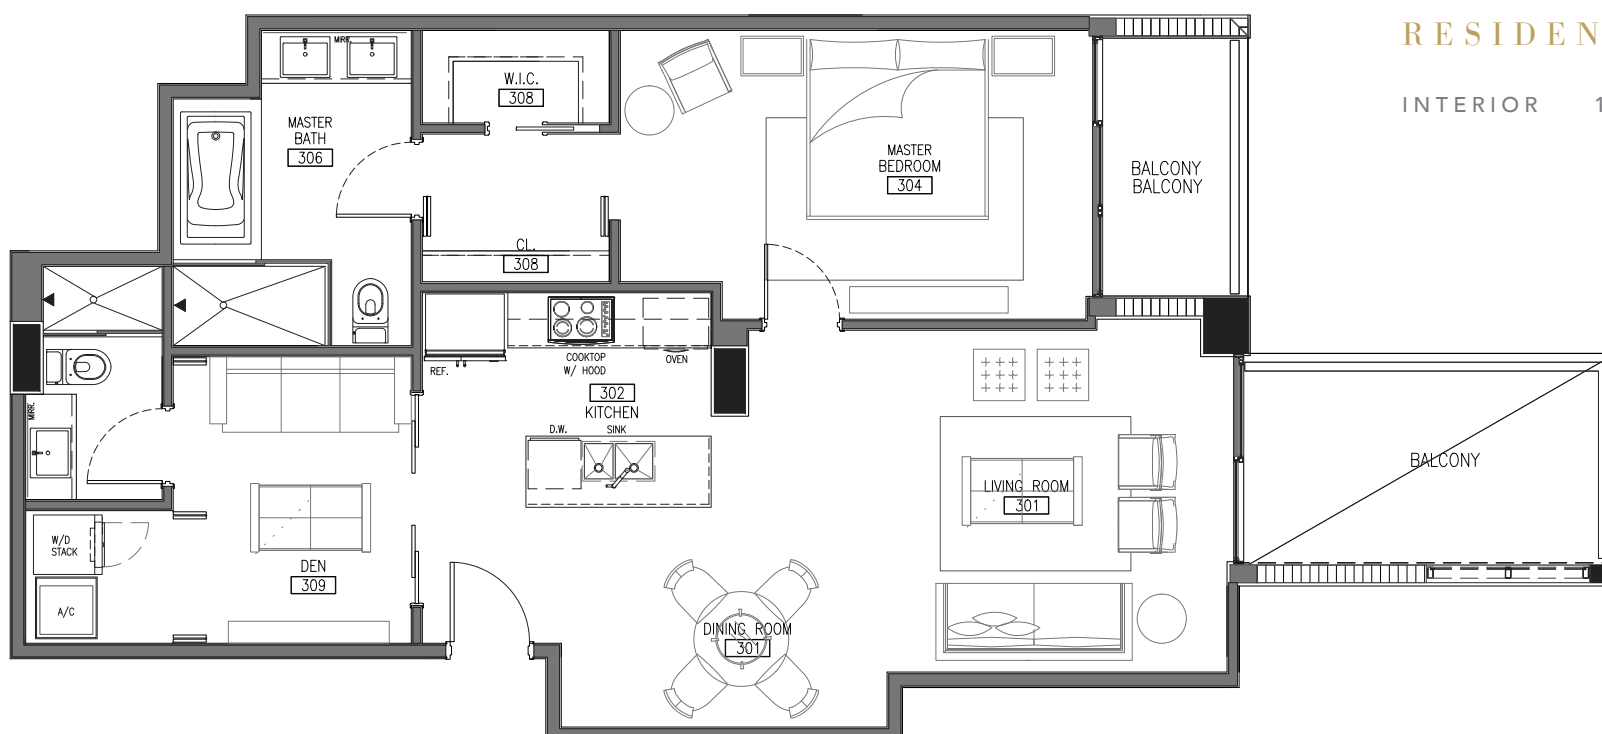 RESIDEN
INTERIOR 1
MIRR.
W.I.C.
308
MASTER
BATH
306
MASTER
BEDROOM
304
BALCONY
BALCONY
CL.
308
REF.
COOKTOP
W/ HOOD
OVEN
302
KITCHEN
D.W.
SINK
MIRR.
LIVING ROOM
301
BALCONY
W/D
STACK
DEN
309
A/C
DINING ROOM
301